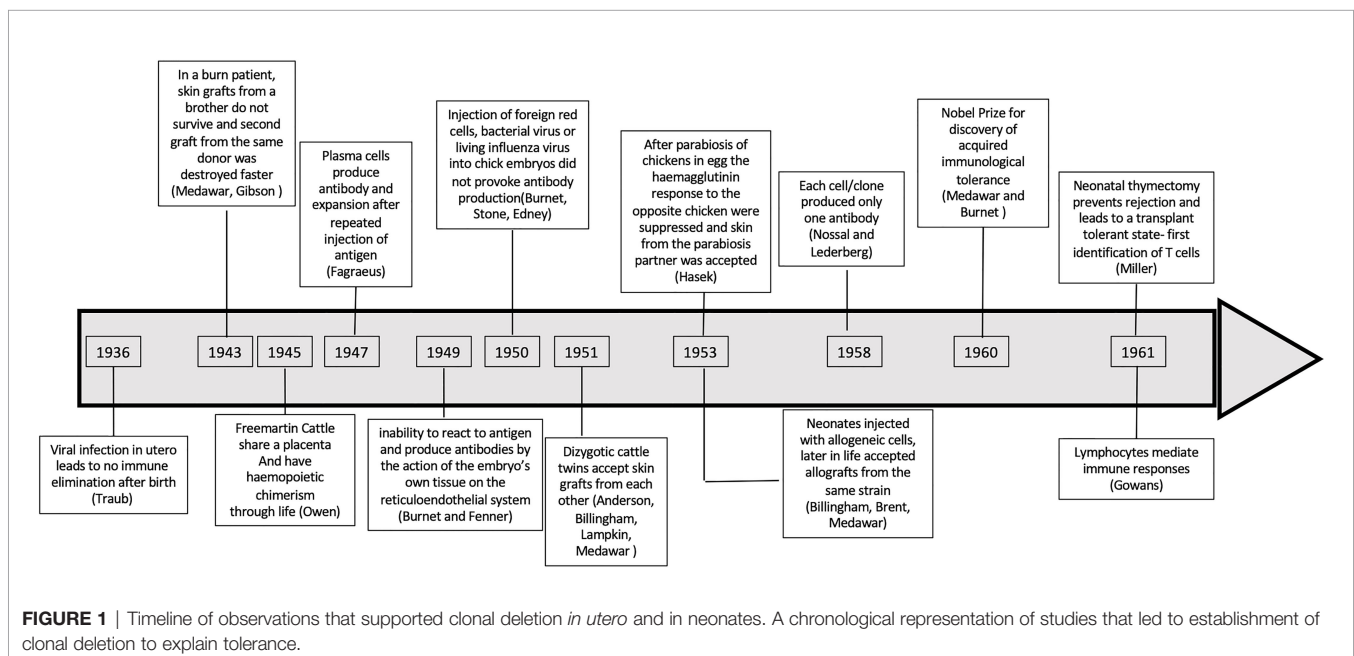 In a burn patient,
skin grafts from a
brother do not
survive and second
graft from the same
donor was
destroyed faster
(Medawar, Gibson )
Plasma cells
produce
antibody and
expansion after
repeated
injection of
antigen
(Fagraeus)
Injection of foreign red
cells, bacterial virus or
living influenza virus
into chick embryos did
not provoke antibody
production(Burnet,
Stone, Edney)
After parabiosis of
chickens in egg the
haemagglutinin
response to the
opposite chicken were
suppressed and skin
from the parabiosis
partner was accepted
(Hasek)
Each cell/clone
produced only
one antibody
(Nossal and
Lederberg)
Nobel Prize for
discovery of
acquired
immunological
tolerance
(Medawar and
Burnet )
Neonatal thymectomy
prevents rejection and
leads to a transplant
tolerant state- first
identification of T cells
(Miller)
1936
1943
1945
1947
1949
1950
1951
1953
1958
1960
1961
Viral infection in utero
leads to no immune
elimination after birth
(Traub)
Freemartin Cattle
share a placenta
And have
haemopoietic
chimerism
through life (Owen)
inability to react to antigen
and produce antibodies by
the action of the embryo's
own tissue on the
reticuloendothelial system
(Burnet and Fenner)
Dizygotic cattle
twins accept skin
grafts from each
other (Anderson,
Billingham,
Lampkin,
Medawar )
Neonates injected
with allogeneic cells,
later in life accepted
allografts from the
same strain
(Billingham, Brent,
Medawar)
Lymphocytes mediate
immune responses
(Gowans)
FIGURE 1 | Timeline of observations that supported clonal deletion in utero and in neonates. A chronological representation of studies that led to establishment of
clonal deletion to explain tolerance.